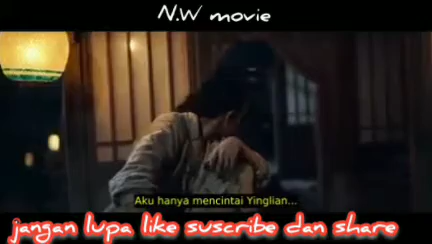 N.W movie
Aku hanya mencintai Yinglian...
jangan lupa like suscribe dan share